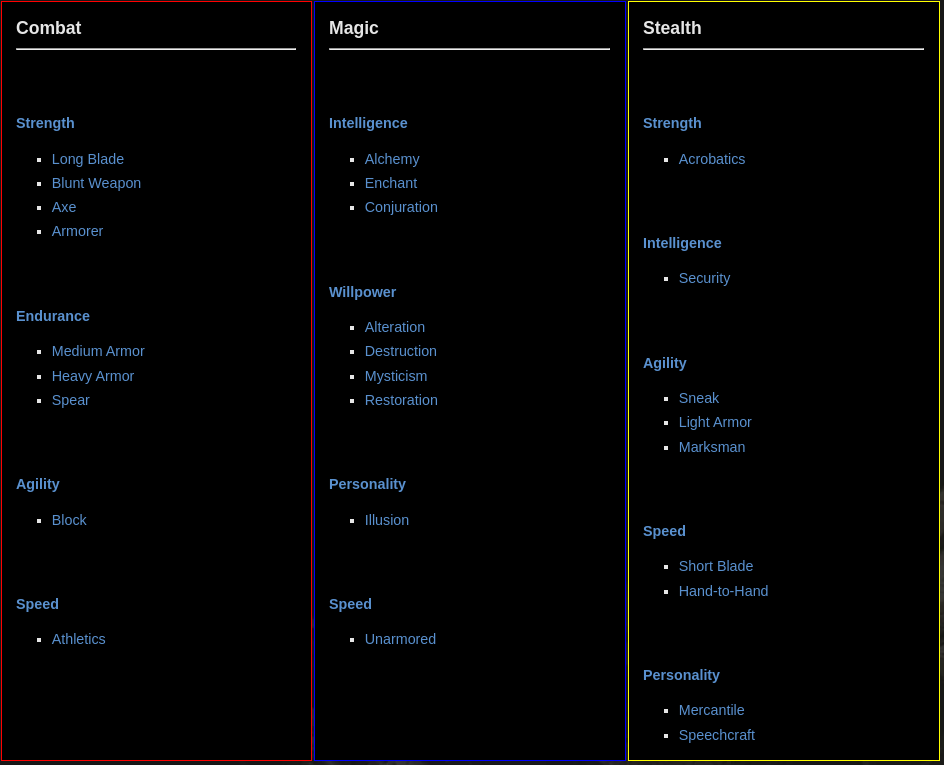 Combat
Strength
Long Blade
Blunt Weapon
Axe
Armorer
Endurance
Medium Armor
Heavy Armor
Spear
Agility
Block
Speed
Athletics
Magic
Intelligence
Alchemy
Enchant
Conjuration
Willpower
Alteration
Destruction
Mysticism
Restoration
Personality
Illusion
Speed
Unarmored
Stealth
Strength
Acrobatics
Intelligence
Security
Agility
Sneak
Light Armor
Marksman
Speed
Short Blade
Hand-to-Hand
Personality
Mercantile
Speechcraft